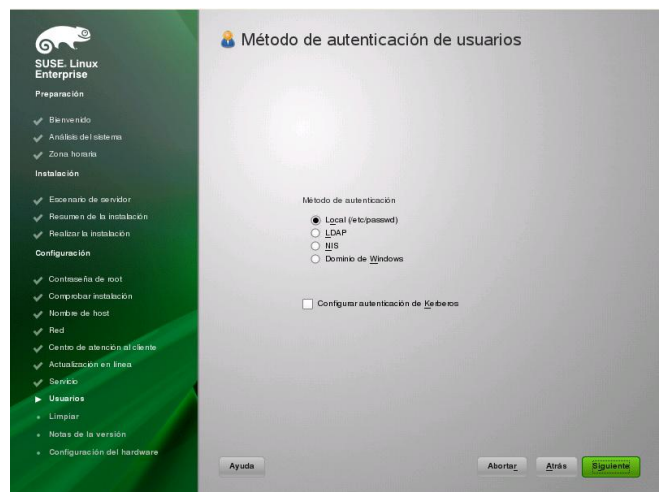 SUSE. Linux
Enterprise
Preparación
Bienvenido
Análisis del sistema
Zona horaria
Instalación
Escenario de servidor
Resumen de la instalación
Realizar la instalación
Configuración
Contraseña de root
Comprobar instalación
Nombre de host
Red
Centro de atención al cliente
Actualización en línea
Servicio
Usuarios
Limpiar
Notas de la versión
Configuración del hardware
Método de autenticación de usuarios
Método de autenticación
Local (/etc/passwd)
LDAP
NIS
Dominio de Windows
Configurar autenticación de Kerberos
Ayuda
Abortar
Atrás
Siguiente